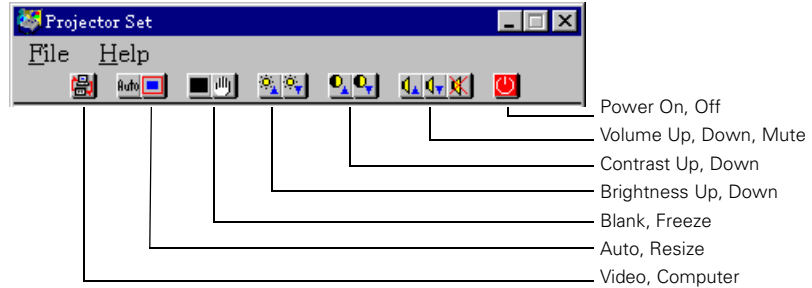 Projector Set
File Help
Auto
Power On, Off
Volume Up, Down, Mute
Contrast Up, Down
Brightness Up, Down
Blank, Freeze
Auto, Resize
Video, Computer